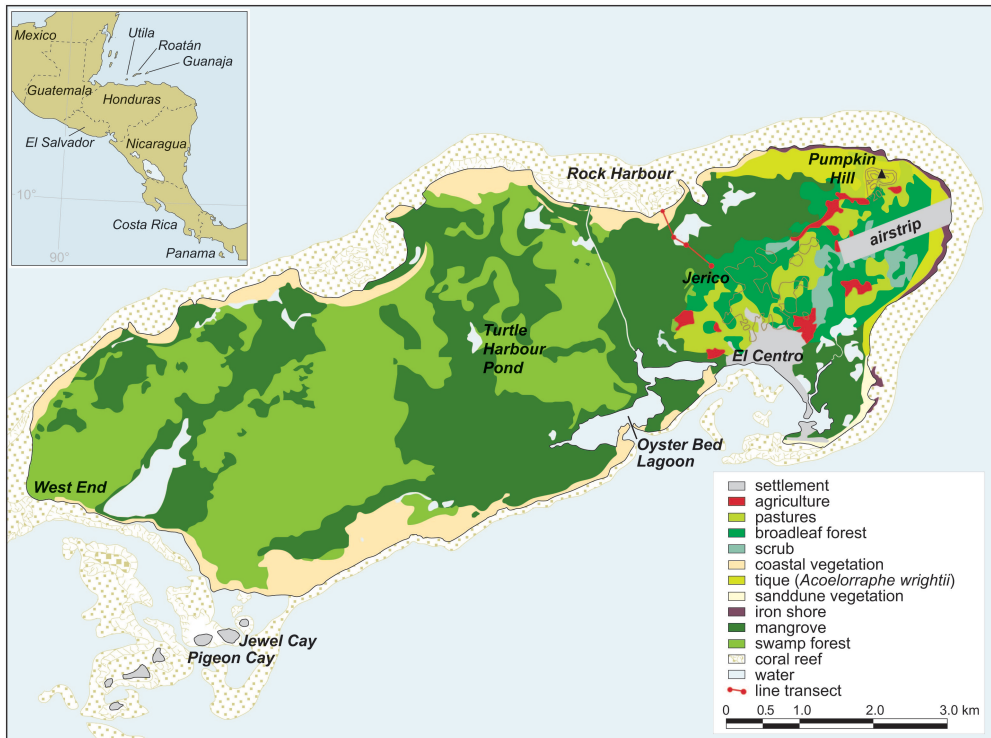 Mexico
Utila
Roatán
Guanaja
Guatemala
Honduras
El Salvador
Nicaragua
10°
Costa Rica
Panama
90°
Rock Harbour
Pumpkin
Hill
airstrip
Jerico
Turtle
Harbour
Pond
El Centro
Oyster Bed
Lagoon
West End
Jewel Cay
Pigeon Cay
settlement
agriculture
pastures
broadleaf forest
scrub
coastal vegetation
tique (Acoelorraphe wrightii)
sanddune vegetation
iron shore
mangrove
swamp forest
coral reef
water
line transect
0 0.5 1.0 2.0 3.0 km